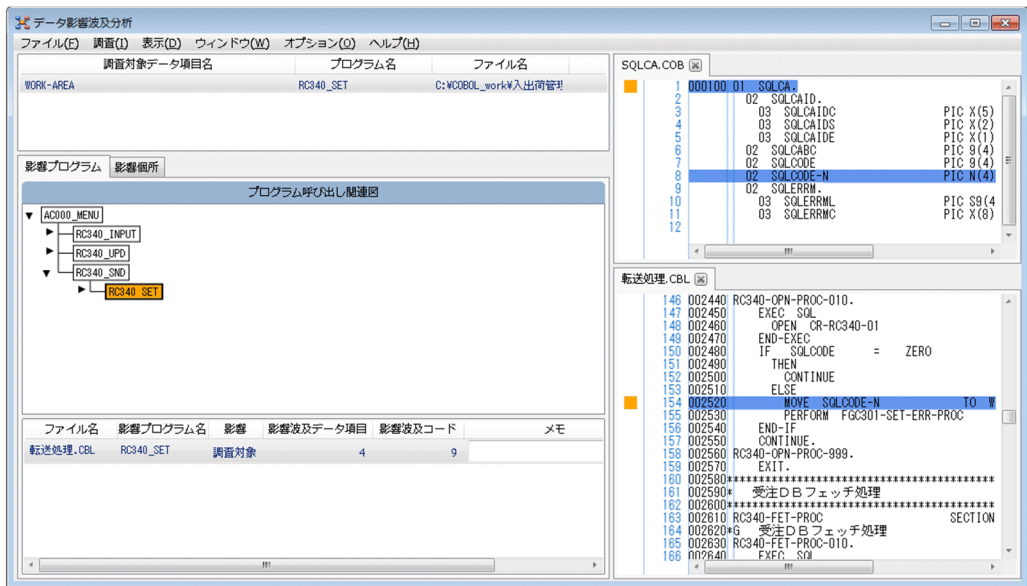 データ影響波及分析
ファイル(F) 調査(I) 表示(D) ウィンドウ(W) オプション(O) ヘルプ(H)
調査対象データ項目名 プログラム名 ファイル名
WORK-AREA RC340_SET C:¥COBOL_work¥入出荷管理
影響プログラム 影響個所
プログラム呼び出し関連図
AC000_MENU
RC340_INPUT
RC340_UPD
RC340_SND
RC340 SET
ファイル名 影響プログラム名 影響 影響波及データ項目 影響波及コード メモ
転送処理.CBL RC340_SET 調査対象 4 9
SQLCA.COB
1 000100 01 SQLCA.
2 02 SQLCAID.
3 03 SQLCAIDC PIC X(5)
4 03 SQLCAIDS PIC X(2)
5 03 SQLCAIDE PIC X(1)
6 02 SQLCABC PIC 9(4)
7 02 SQLCODE PIC 9(4)
8 02 SQLCODE-N PIC N(4)
9 02 SQLERRM.
10 03 SQLERRML PIC S9(4
11 03 SQLERRMC PIC X(8)
12
転送処理.CBL
146 002440 RC340-OPN-PROC-010.
147 002450 EXEC SQL
148 002460 OPEN CR-RC340-01
149 002470 END-EXEC
150 002480 IF SQLCODE = ZERO
151 002490 THEN
152 002500 CONTINUE
153 002510 ELSE
154 002520 MOVE SQLCODE-N TO W
155 002530 PERFORM FGC301-SET-ERR-PROC
156 002540 END-IF
157 002550 CONTINUE.
158 002560 RC340-OPN-PROC-999.
159 002570 EXIT.
160 002580*****************************************
161 002590* 受注ＤＢフェッチ処理
162 002600*****************************************
163 002610 RC340-FET-PROC SECTION
164 002620*G 受注ＤＢフェッチ処理
165 002630 RC340-FET-PROC-010.
166 002640 EXEC SQL